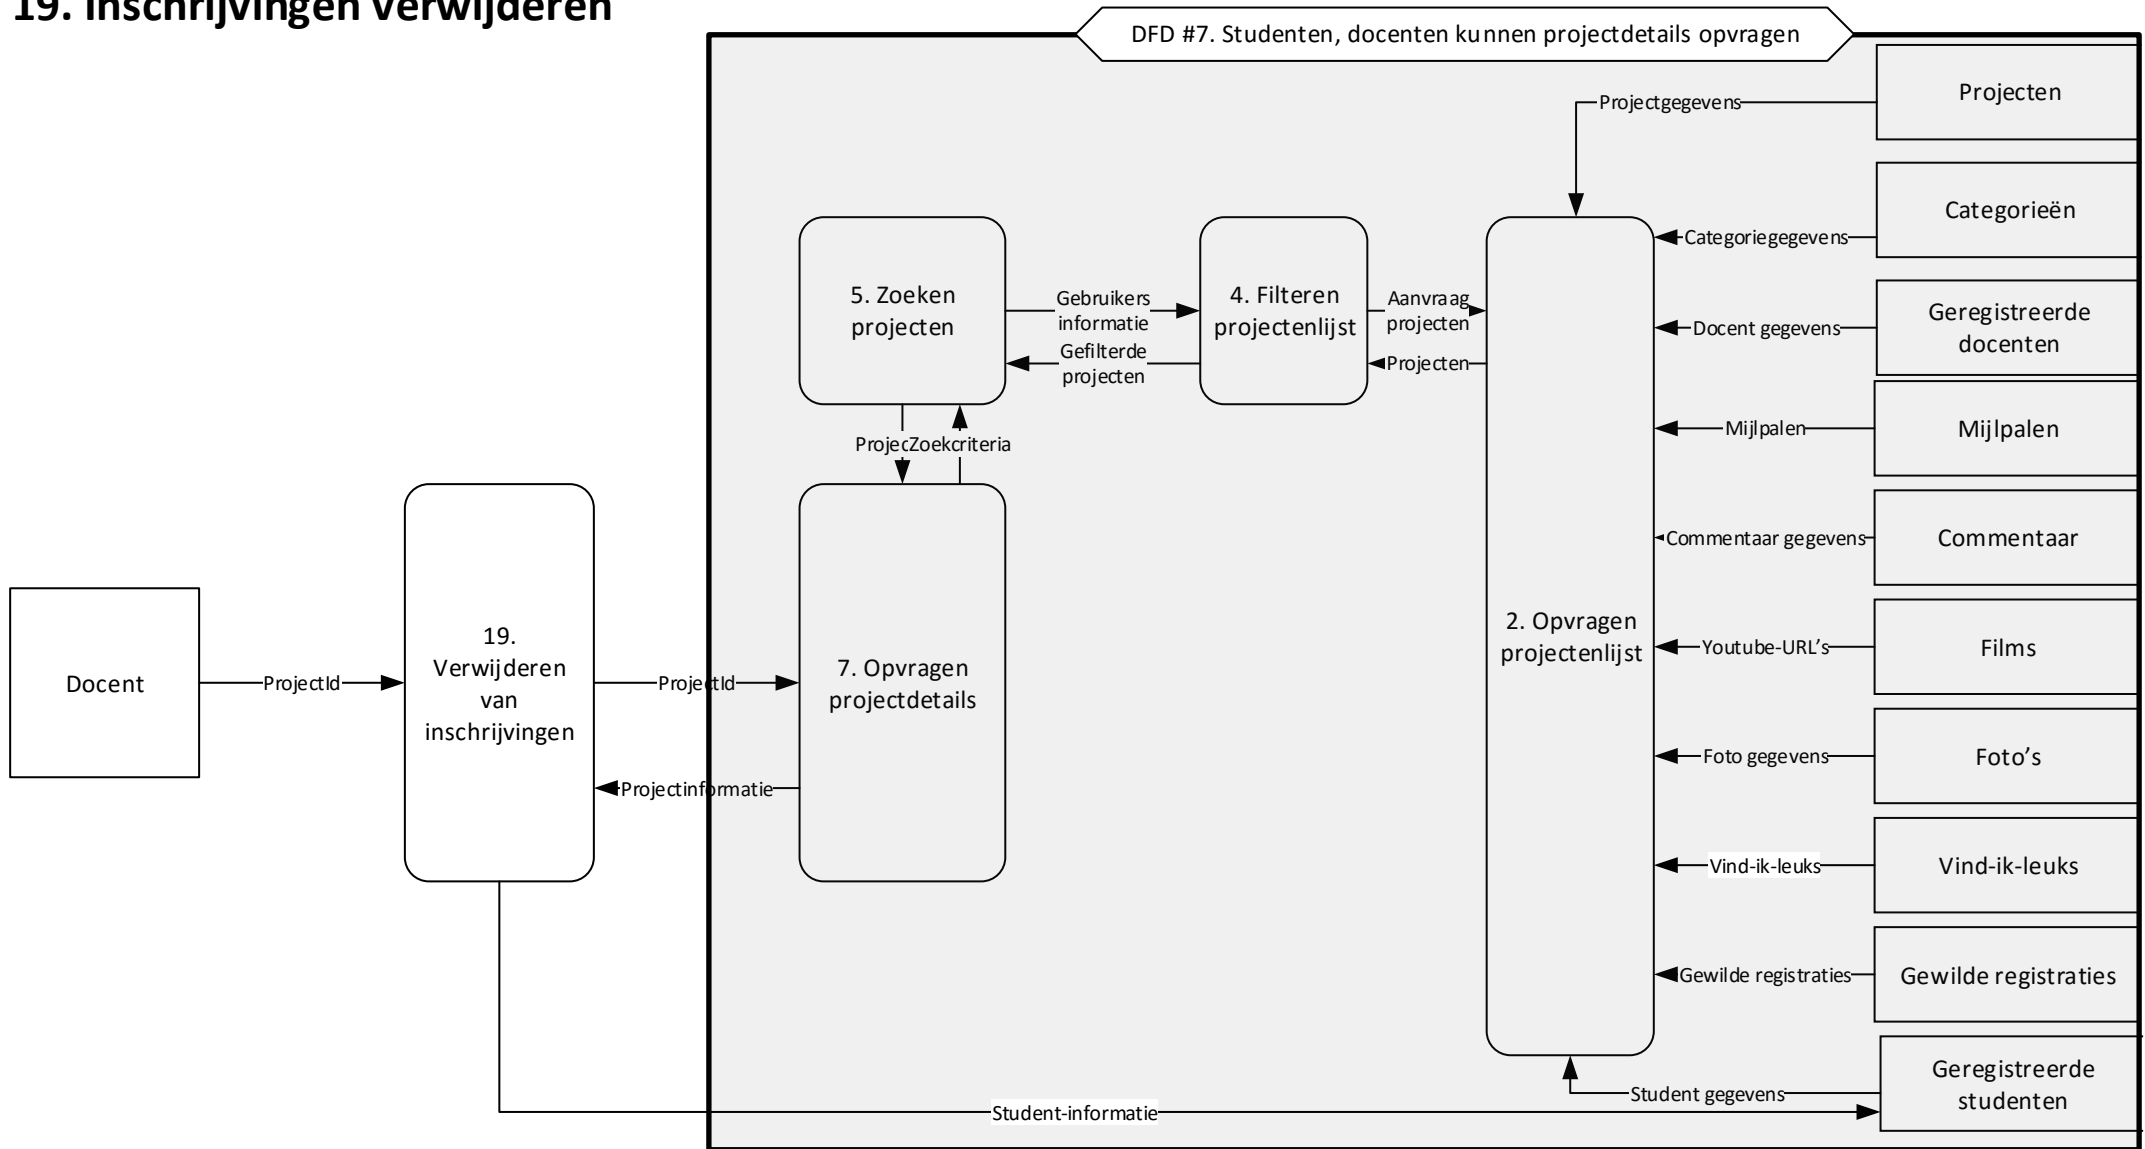 19. Inschrijvingen verwijderen
DFD #7. Studenten, docenten kunnen projectdetails opvragen
Projecten
Projectgegevens
Categorieën
Categoriegegevens
5. Zoeken
projecten
Gebruikers
informatie
Gefilterde
projecten
4. Filteren
projectenlijst
Aanvraag
projecten
Projecten
Docent gegevens
Geregistreerde
docenten
Mijlpalen
Mijlpalen
Zoekcriteria
Commentaar gegevens
Commentaar
Docent
ProjectId
19.
Verwijderen
van
inschrijvingen
ProjectId
Projectinformatie
7. Opvragen
projectdetails
2. Opvragen
projectenlijst
Youtube-URL’s
Films
Foto gegevens
Foto’s
Vind-ik-leuks
Vind-ik-leuks
Gewilde registraties
Gewilde registraties
Student gegevens
Geregistreerde
studenten
Student-informatie